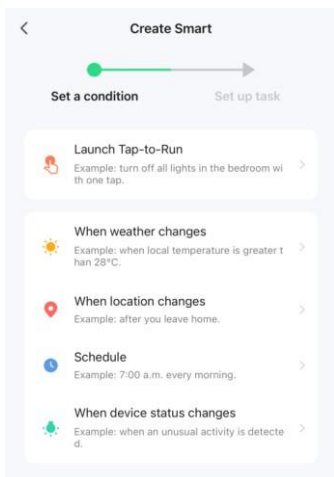 Create Smart
Set a condition
Set up task
Launch Tap-to-Run
Example: turn off all lights in the bedroom wi
th one tap.
When weather changes
Example: when local temperature is greater t
han 28°C.
When location changes
Example: after you leave home.
Schedule
Example: 7:00 a.m. every morning.
When device status changes
Example: when an unusual activity is detecte
d.